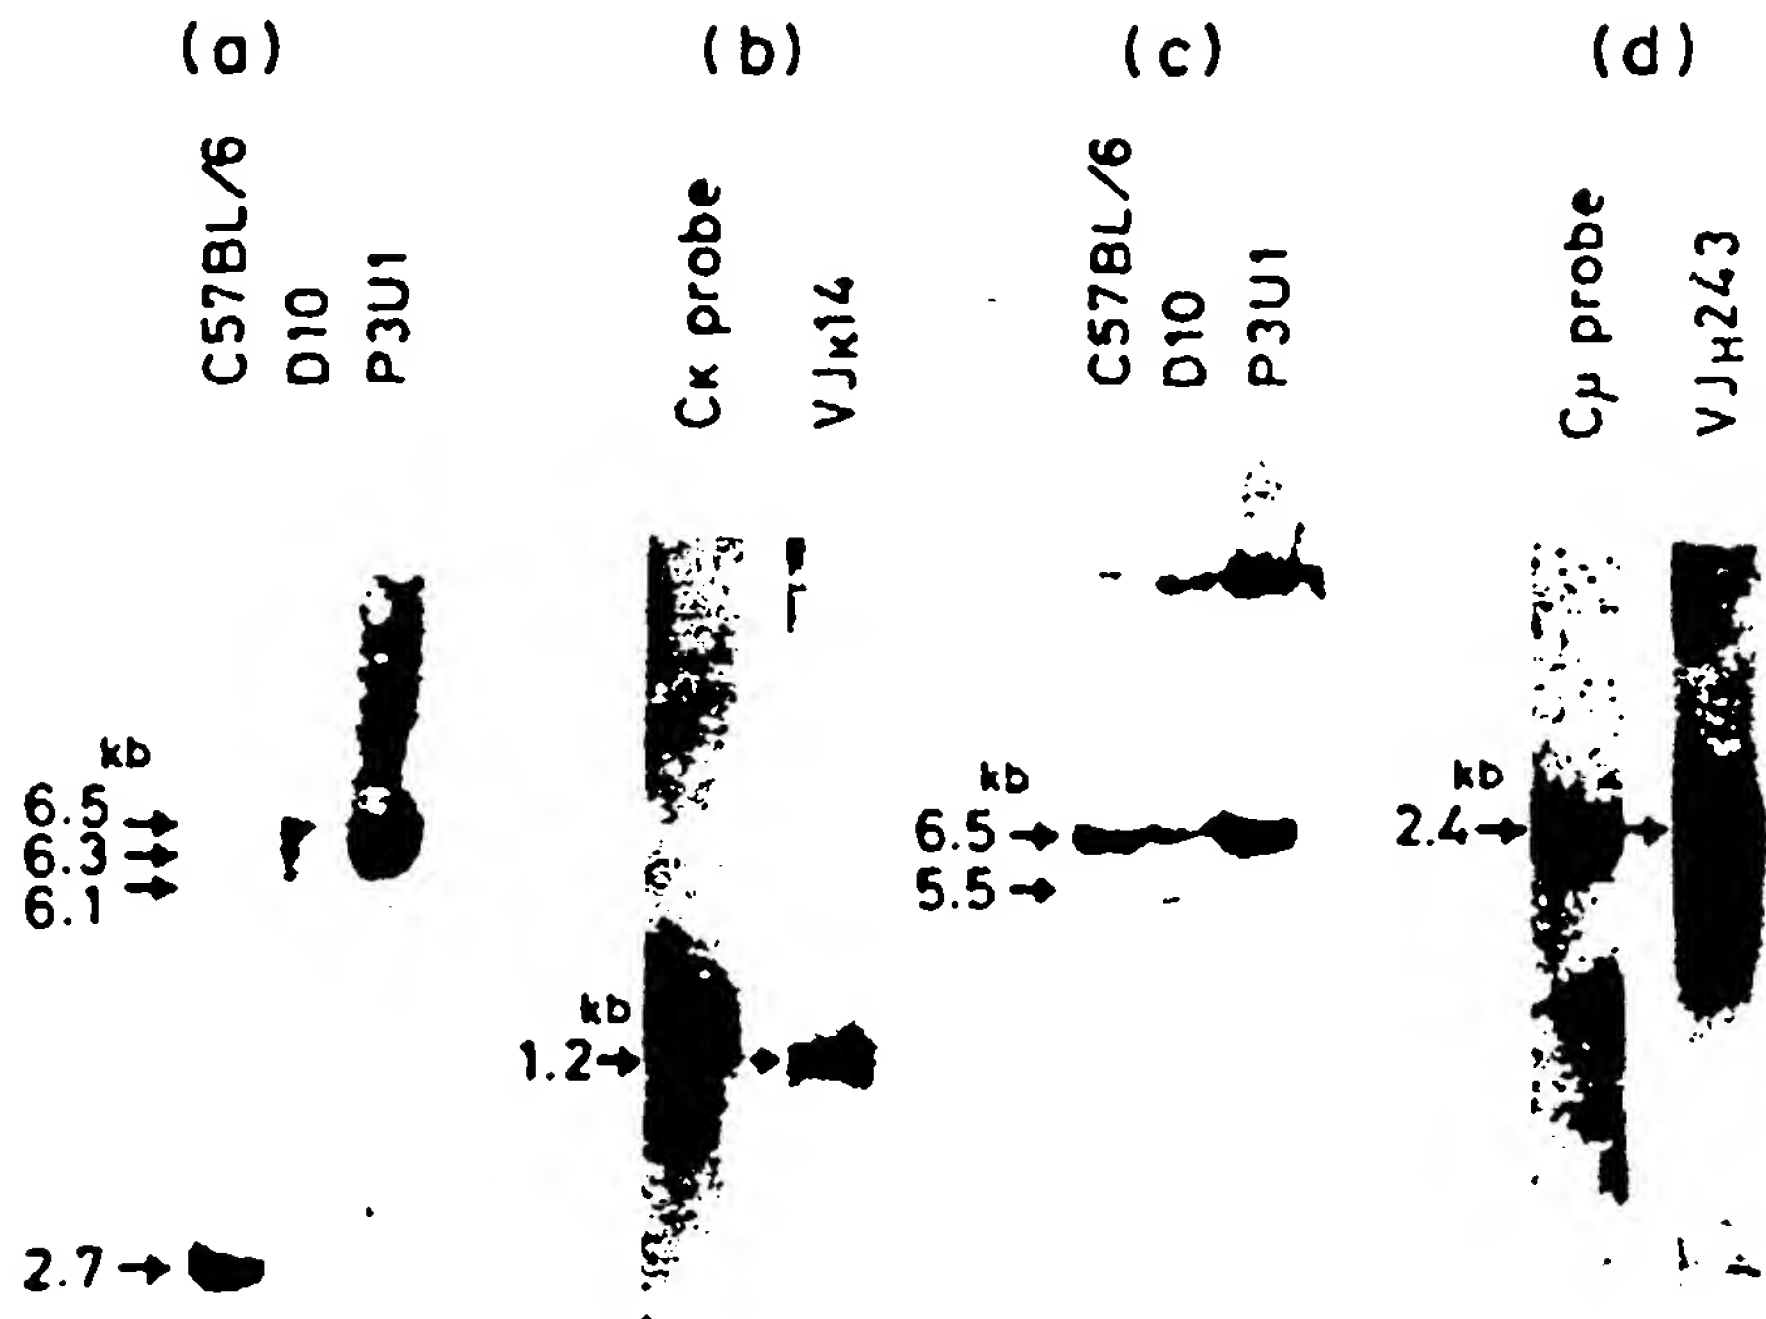 (a)
C57BL/6
D10
P3U1
kb
6.5
6.3
6.1
2.7
(b)
Cκ probe
VJκ14
kb
1.2
(c)
C57BL/6
D10
P3U1
kb
6.5
5.5
(d)
Cμ probe
VJH243
kb
2.4